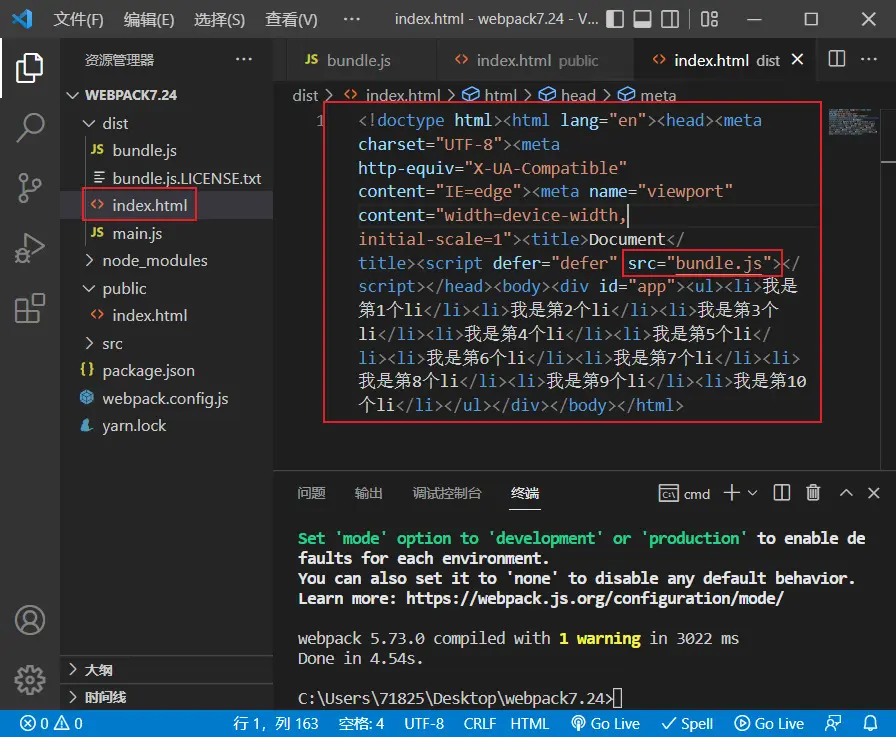 文件(F) 编辑(E) 选择(S) 查看(V) ··· index.html - webpack7.24 - V...
资源管理器 ···
JS bundle.js <> index.html public <> index.html dist ···
WEBPACK7.24
dist
JS bundle.js
bundle.js.LICENSE.txt
<> index.html
JS main.js
node_modules
public
<> index.html
src
{} package.json
webpack.config.js
yarn.lock
大纲
时间线
dist > <> index.html > html > head > meta
1 <!doctype html><html lang="en"><head><meta
charset="UTF-8"><meta
http-equiv="X-UA-Compatible"
content="IE=edge"><meta name="viewport"
content="width=device-width,
initial-scale=1"><title>Document</
title><script defer="defer" src="bundle.js"></
script></head><body><div id="app"><ul><li>我是
第1个li</li><li>我是第2个li</li><li>我是第3个
li</li><li>我是第4个li</li><li>我是第5个li</
li><li>我是第6个li</li><li>我是第7个li</li><li>
我是第8个li</li><li>我是第9个li</li><li>我是第10
个li</li></ul></div></body></html>
问题 输出 调试控制台 终端 cmd
Set 'mode' option to 'development' or 'production' to enable de
faults for each environment.
You can also set it to 'none' to disable any default behavior.
Learn more: https://webpack.js.org/configuration/mode/
webpack 5.73.0 compiled with 1 warning in 3022 ms
Done in 4.54s.
C:\Users\71825\Desktop\webpack7.24>
0 0 行 1，列 163 空格: 4 UTF-8 CRLF HTML Go Live Spell Go Live